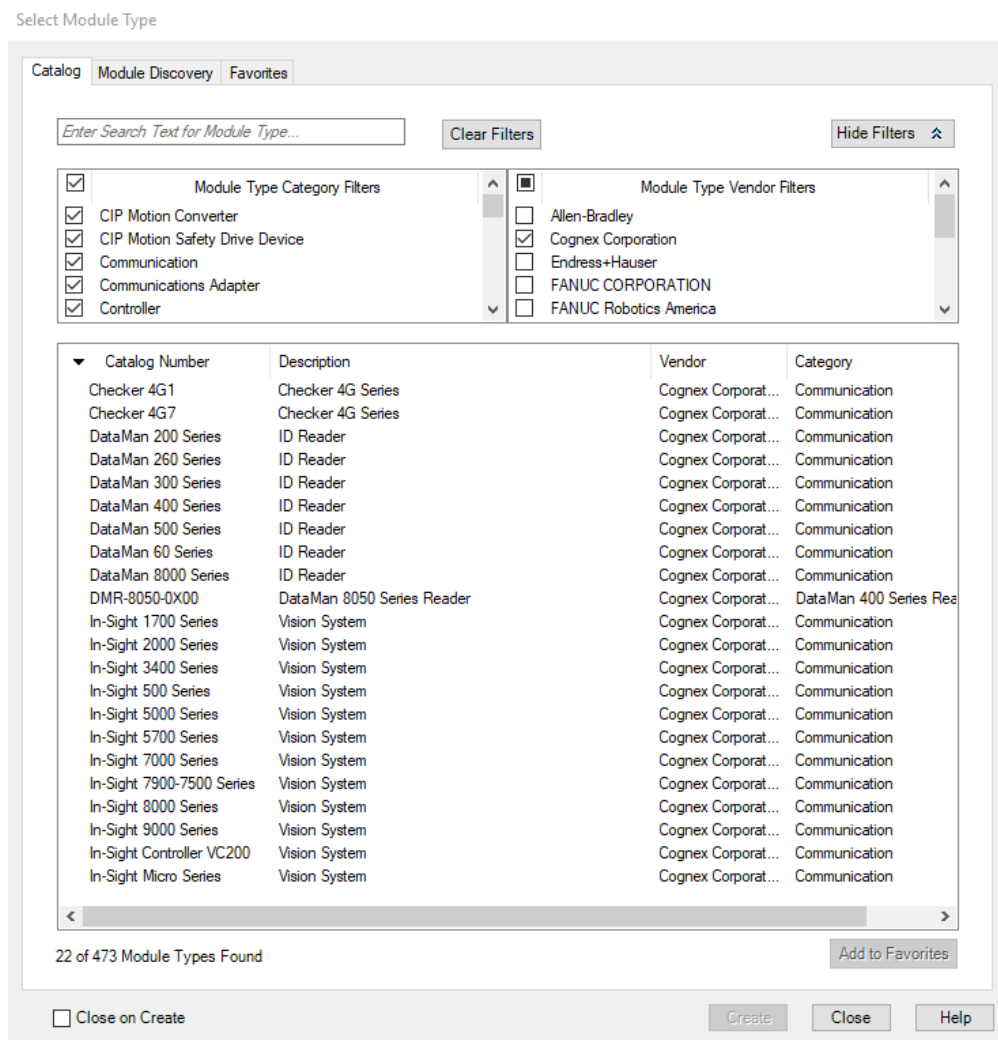 Select Module Type
Catalog Module Discovery Favorites
Enter Search Text for Module Type... Clear Filters Hide Filters
Module Type Category Filters Module Type Vendor Filters
CIP Motion Converter Allen-Bradley
CIP Motion Safety Drive Device Cognex Corporation
Communication Endress+Hauser
Communications Adapter FANUC CORPORATION
Controller FANUC Robotics America
Catalog Number Description Vendor Category
Checker 4G1 Checker 4G Series Cognex Corporat... Communication
Checker 4G7 Checker 4G Series Cognex Corporat... Communication
DataMan 200 Series ID Reader Cognex Corporat... Communication
DataMan 260 Series ID Reader Cognex Corporat... Communication
DataMan 300 Series ID Reader Cognex Corporat... Communication
DataMan 400 Series ID Reader Cognex Corporat... Communication
DataMan 500 Series ID Reader Cognex Corporat... Communication
DataMan 60 Series ID Reader Cognex Corporat... Communication
DataMan 8000 Series ID Reader Cognex Corporat... Communication
DMR-8050-0X00 DataMan 8050 Series Reader Cognex Corporat... DataMan 400 Series Rea
In-Sight 1700 Series Vision System Cognex Corporat... Communication
In-Sight 2000 Series Vision System Cognex Corporat... Communication
In-Sight 3400 Series Vision System Cognex Corporat... Communication
In-Sight 500 Series Vision System Cognex Corporat... Communication
In-Sight 5000 Series Vision System Cognex Corporat... Communication
In-Sight 5700 Series Vision System Cognex Corporat... Communication
In-Sight 7000 Series Vision System Cognex Corporat... Communication
In-Sight 7900-7500 Series Vision System Cognex Corporat... Communication
In-Sight 8000 Series Vision System Cognex Corporat... Communication
In-Sight 9000 Series Vision System Cognex Corporat... Communication
In-Sight Controller VC200 Vision System Cognex Corporat... Communication
In-Sight Micro Series Vision System Cognex Corporat... Communication
22 of 473 Module Types Found Add to Favorites
Close on Create Create Close Help